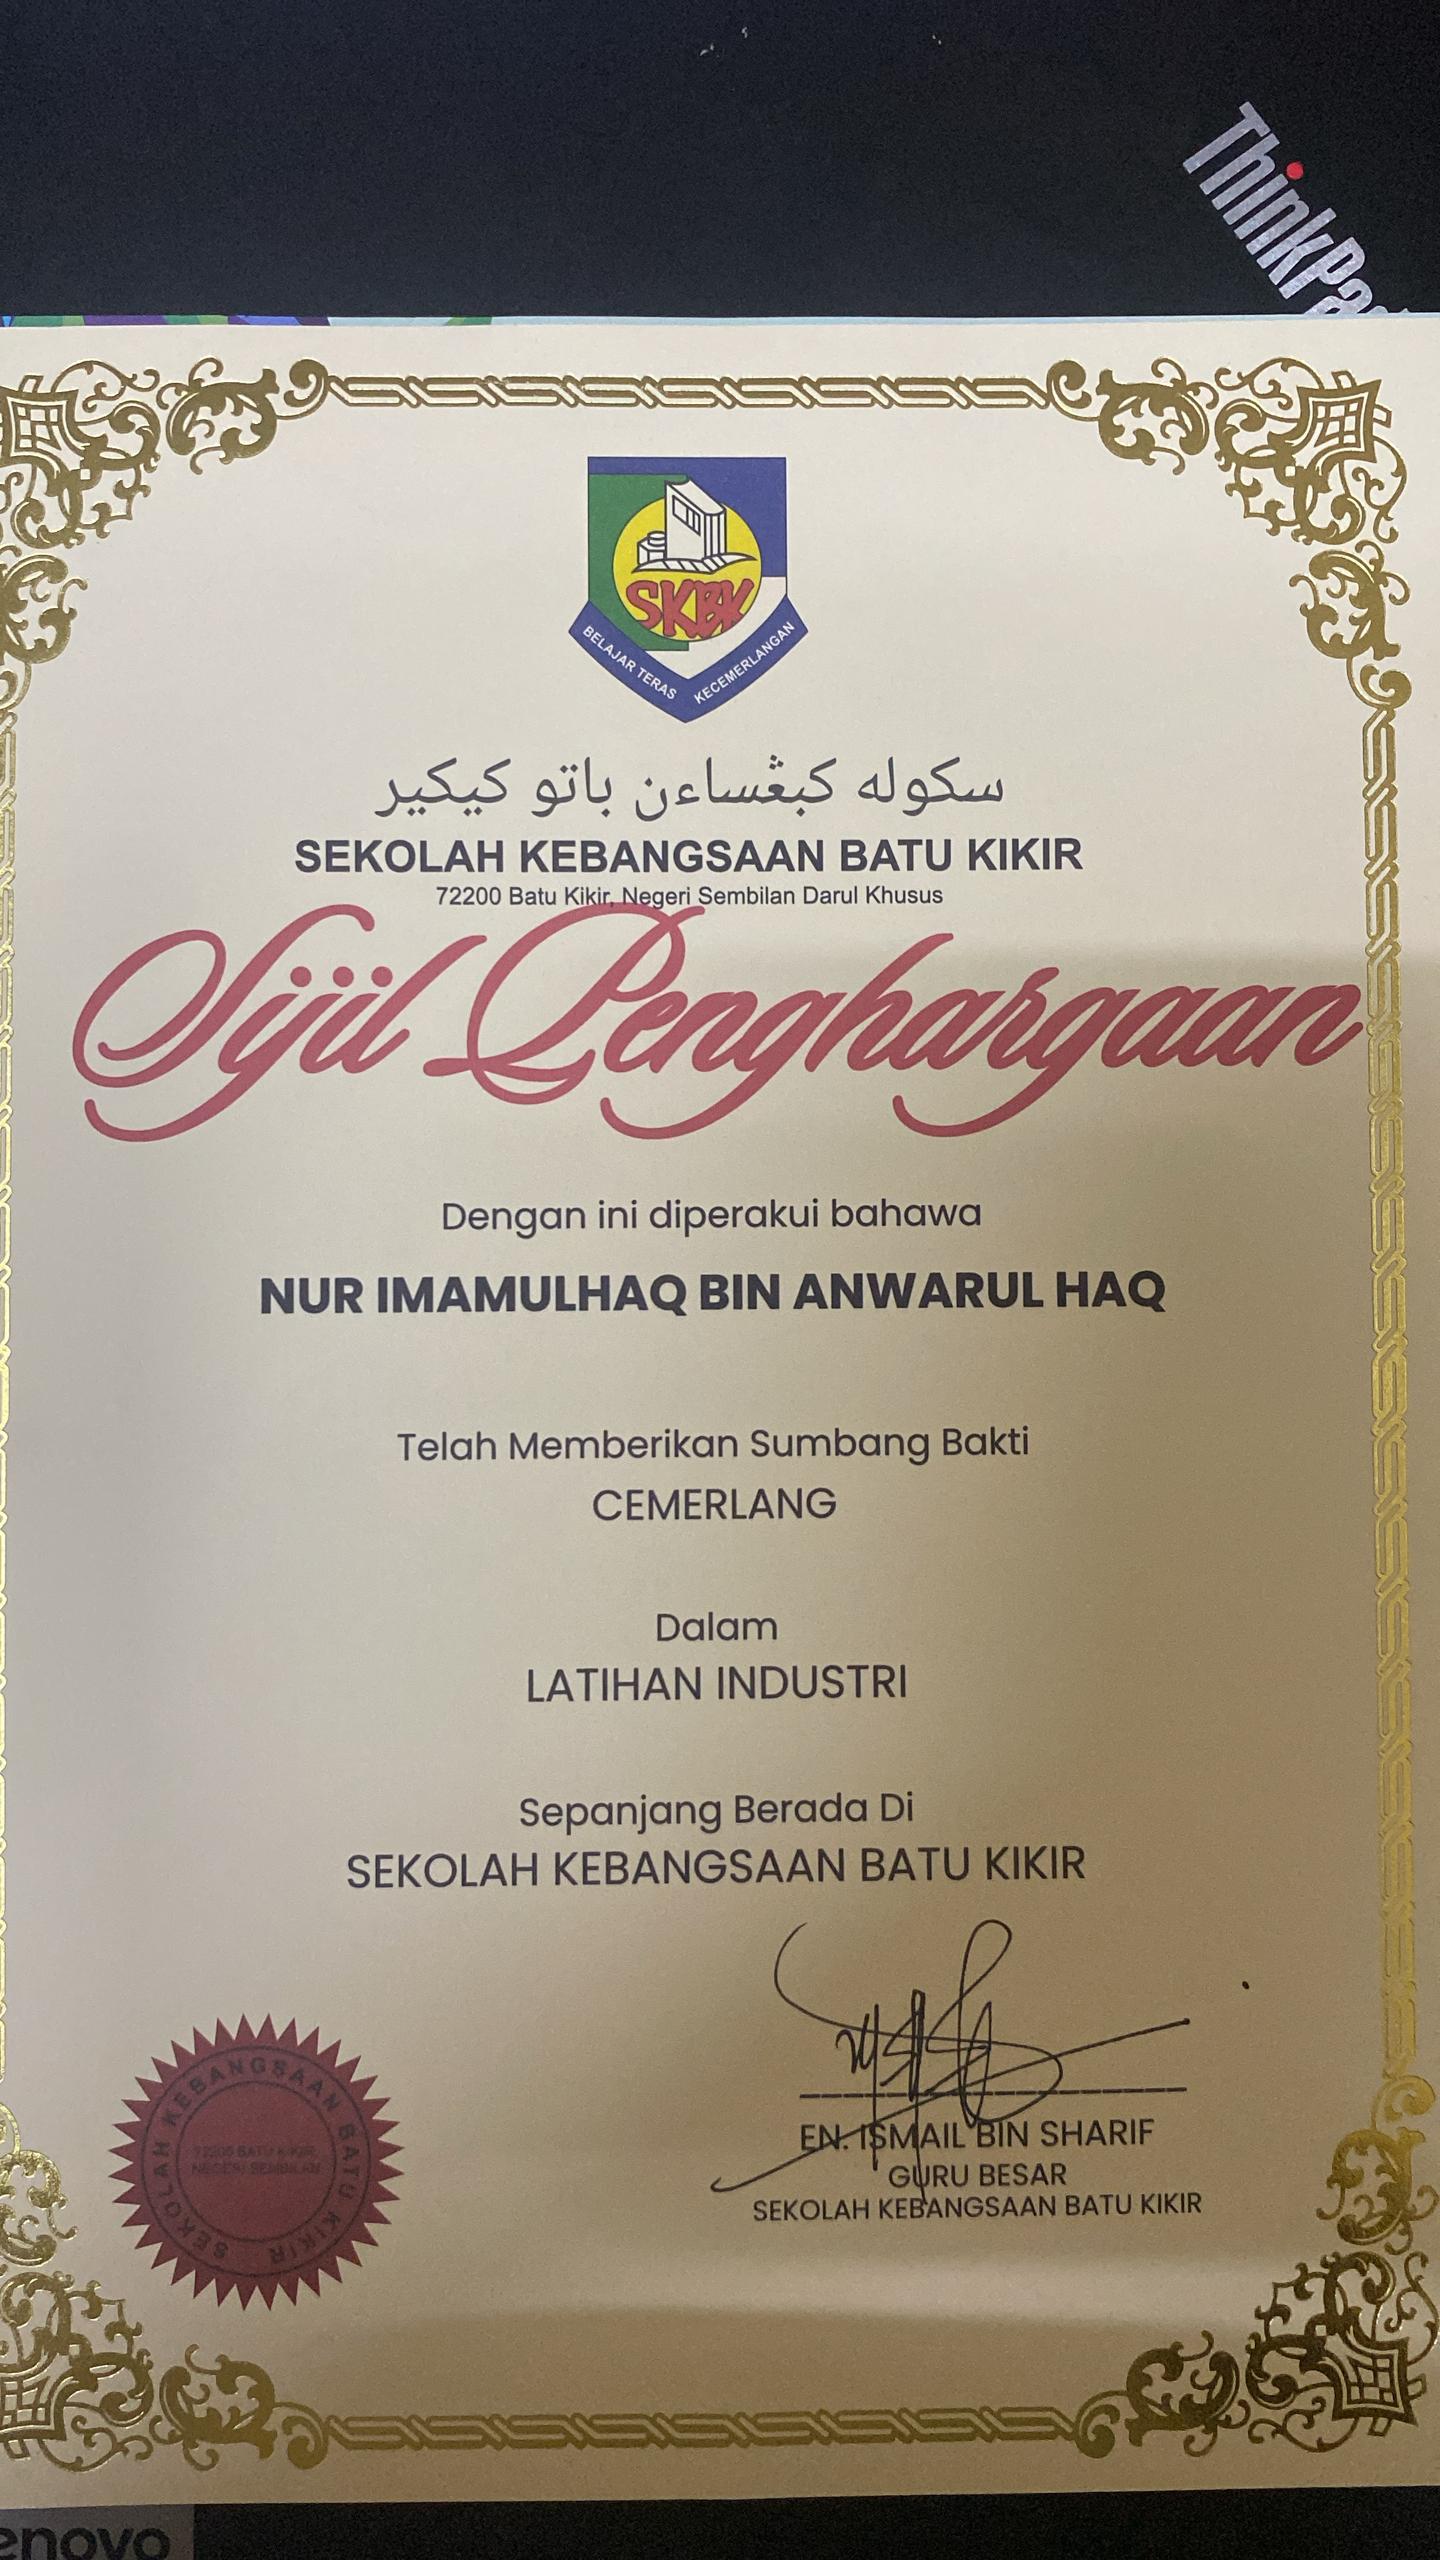 ThinkPa
SKBK
BELAJAR TERAS KECEMERLANGAN
سكوله كبڠساءن باتو كيكير
SEKOLAH KEBANGSAAN BATU KIKIR
72200 Batu Kikir, Negeri Sembilan Darul Khusus
Sijil Penghargaan
Dengan ini diperakui bahawa
NUR IMAMULHAQ BIN ANWARUL HAQ
Telah Memberikan Sumbang Bakti
CEMERLANG
Dalam
LATIHAN INDUSTRI
Sepanjang Berada Di
SEKOLAH KEBANGSAAN BATU KIKIR
EN. ISMAIL BIN SHARIF
GURU BESAR
SEKOLAH KEBANGSAAN BATU KIKIR
SEKOLAH KEBANGSAAN BATU KIKIR
72200 BATU KIKIR,
NEGERI SEMBILAN
enovo